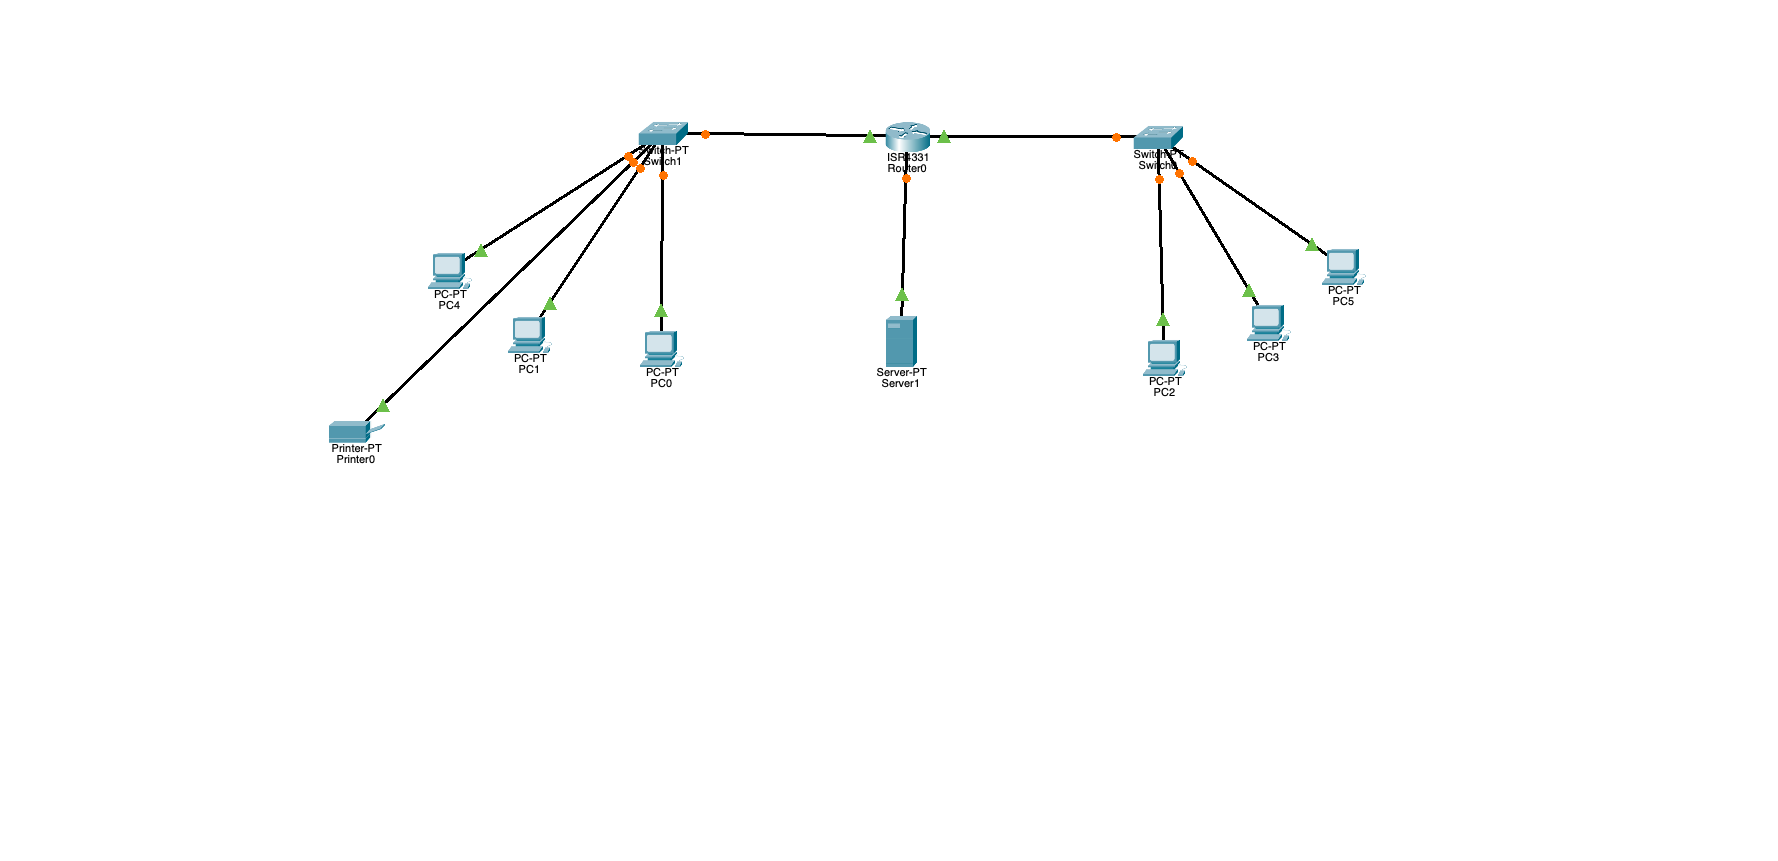 Switch-PT
Switch1
ISR4331
Router0
Switch-PT
PC-PT
PC4
PC-PT
PC1
PC-PT
PC0
Server-PT
Server1
PC-PT
PC2
PC-PT
PC3
PC-PT
PC5
Printer-PT
Printer0